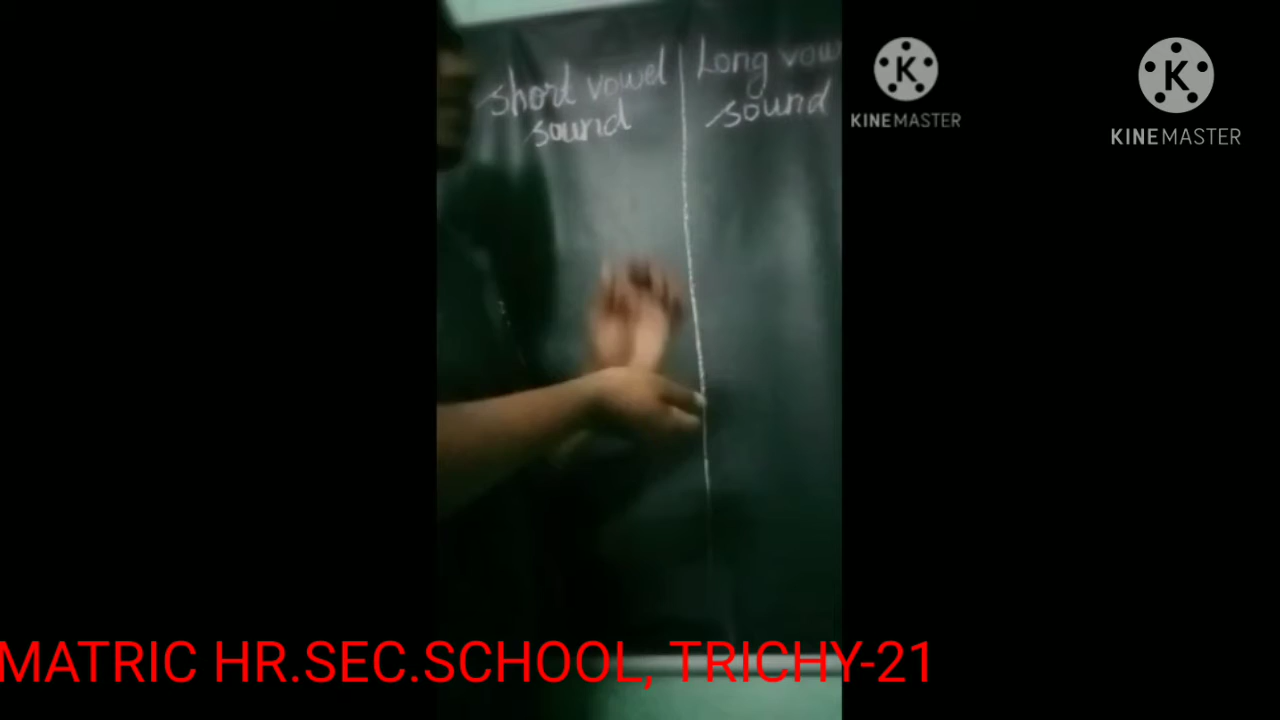 short vowel
sound
Long vow
sound
KINEMASTER
KINEMASTER
MATRIC HR.SEC.SCHOOL, TRICHY-21